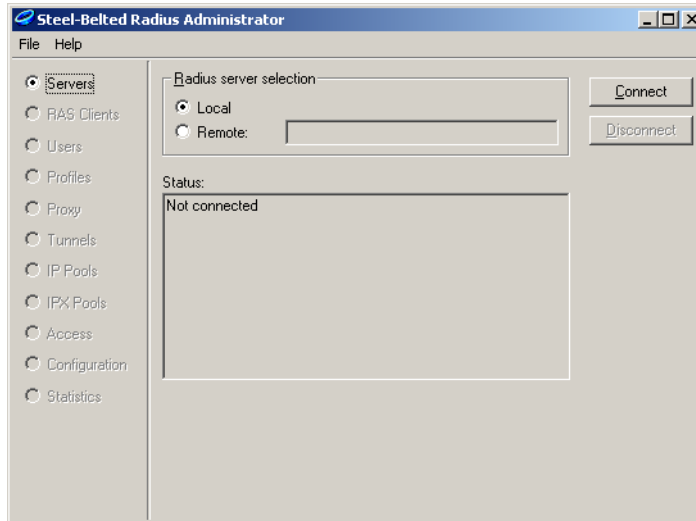 Steel-Belted Radius Administrator
File Help
Servers
RAS Clients
Users
Profiles
Proxy
Tunnels
IP Pools
IPX Pools
Access
Configuration
Statistics
Radius server selection
Local
Remote:
Connect
Disconnect
Status:
Not connected